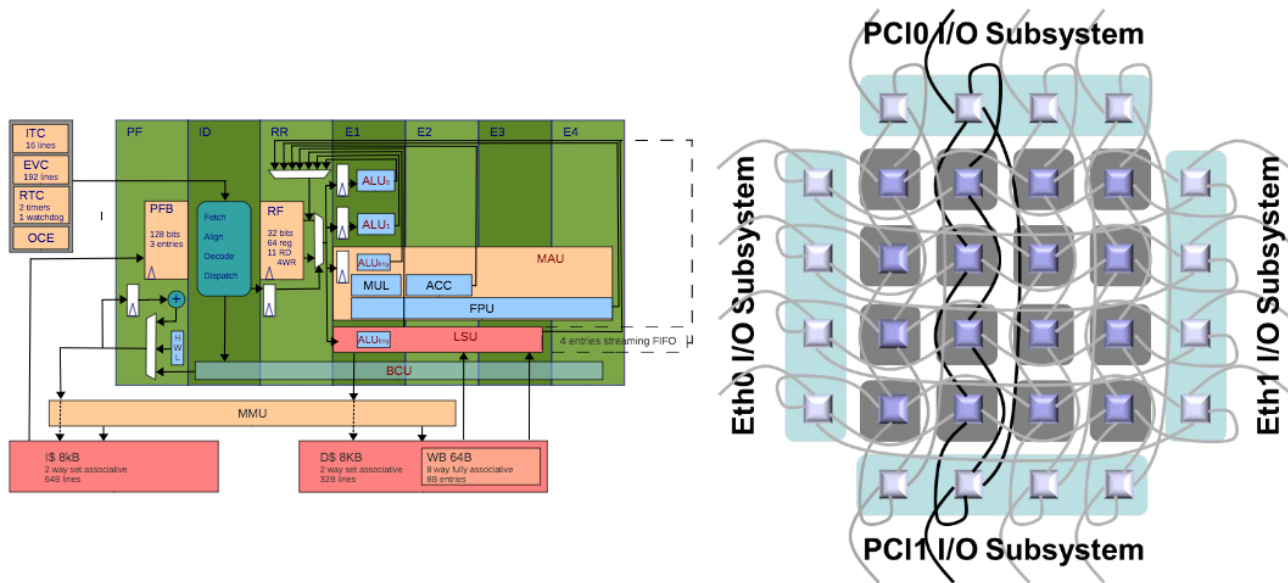 PCI0 I/O Subsystem
ITC
16 lines
EVC
192 lines
RTC
2 timers
1 watchdog
OCE
PF
ID
RR
E1
E2
E3
E4
PFB
128 bits
3 entries
Fetch
Align
Decode
Dispatch
RF
32 bits
64 reg
11 RD
4WR
ALU0
ALU1
MAU
ALUtiny
MUL
ACC
FPU
ALUtiny
LSU
4 entries streaming FIFO
+
HWL
BCU
MMU
I$ 8kB
2 way set associative
64B lines
D$ 8KB
2 way set associative
32B lines
WB 64B
8 way fully associative
8B entries
Eth0 I/O Subsystem
Eth1 I/O Subsystem
PCI1 I/O Subsystem